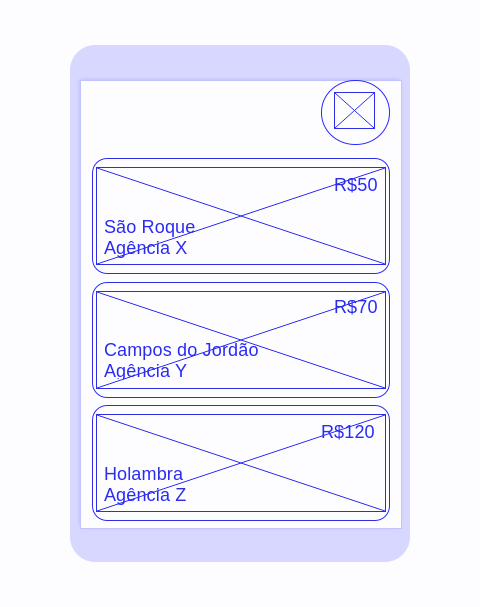 R$50
São Roque
Agência X
R$70
Campos do Jordão
Agência Y
R$120
Holambra
Agência Z